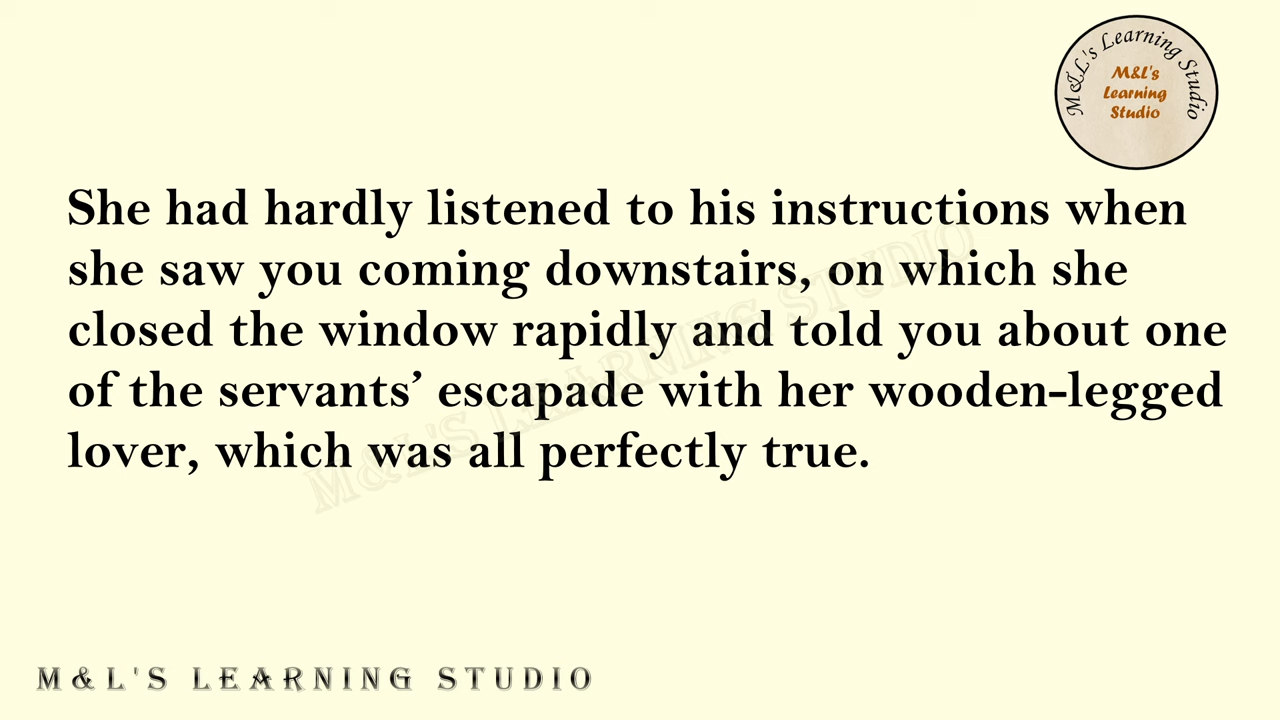 M&L's Learning Studio
M&L's
Learning
Studio
She had hardly listened to his instructions when
she saw you coming downstairs, on which she
closed the window rapidly and told you about one
of the servants’ escapade with her wooden-legged
lover, which was all perfectly true.
M&L'S LEARNING STUDIO
M&L'S LEARNING STUDIO